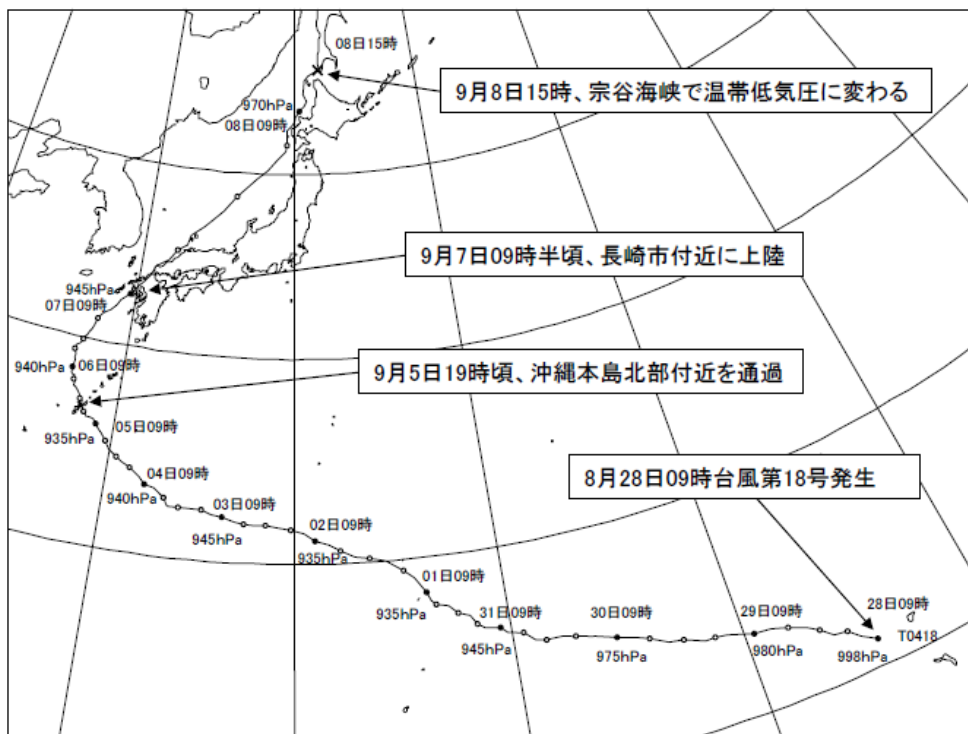 08日15時
9月8日15時、宗谷海峡で温帯低気圧に変わる
970hPa
08日09時
9月7日09時半頃、長崎市付近に上陸
945hPa
07日09時
940hPa
06日09時
9月5日19時頃、沖縄本島北部付近を通過
05日09時
935hPa
04日09時
940hPa
8月28日09時台風第18号発生
03日09時
945hPa
02日09時
935hPa
01日09時
935hPa
31日09時
945hPa
30日09時
975hPa
29日09時
980hPa
28日09時
T0418
998hPa